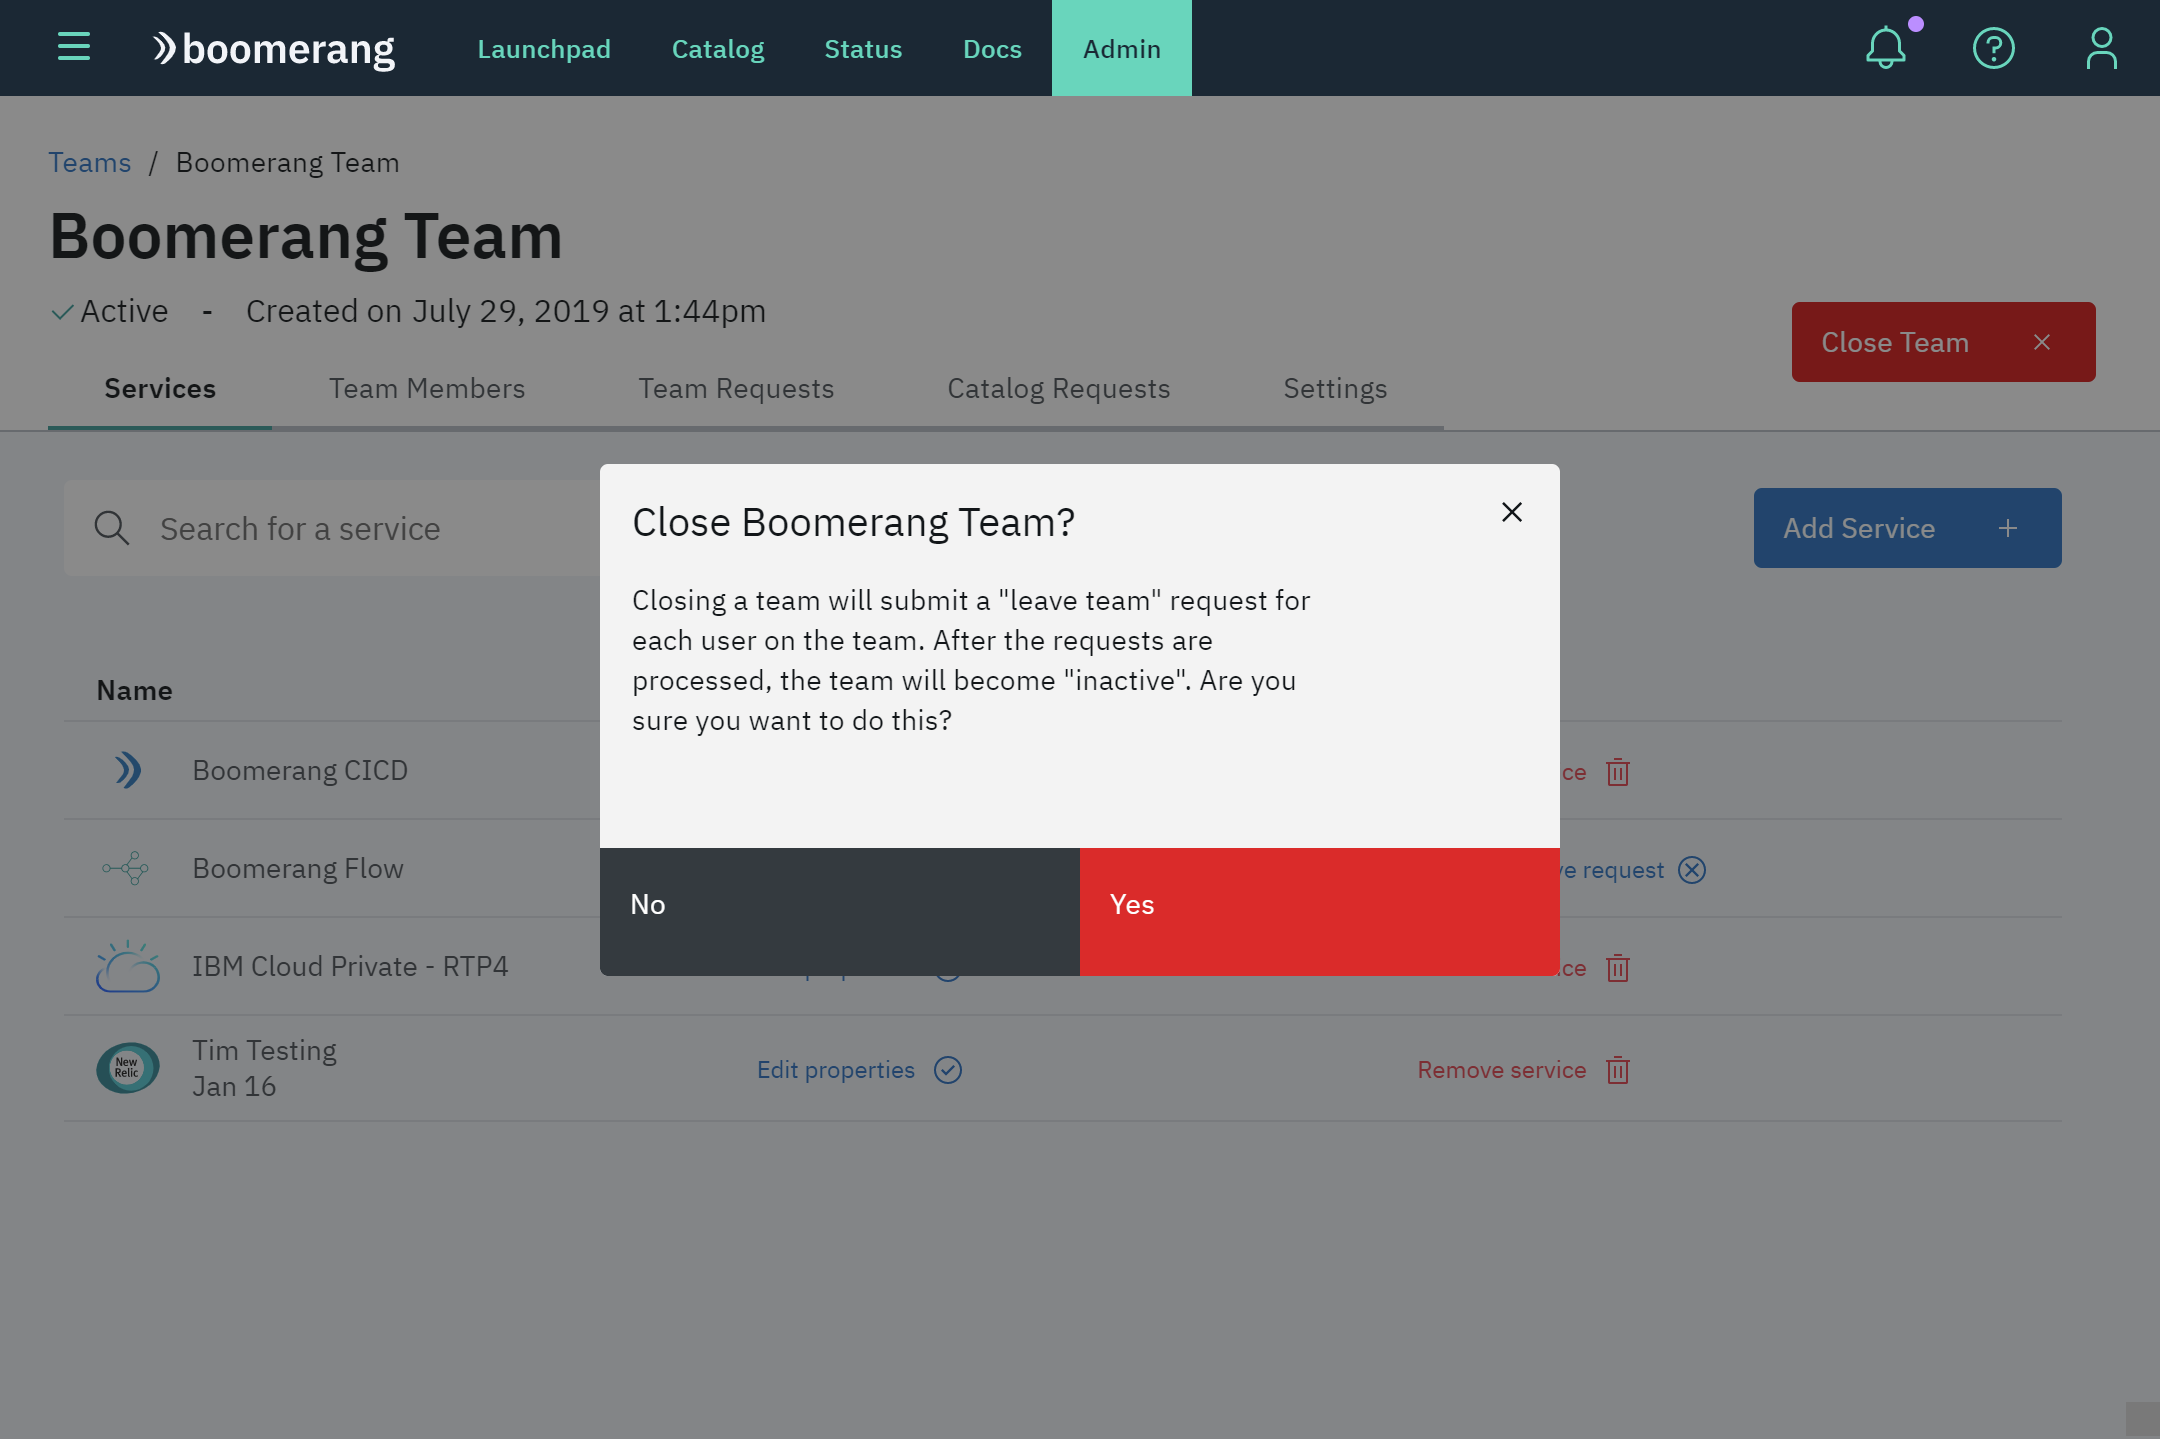 boomerang Launchpad Catalog Status Docs Admin
Teams / Boomerang Team
Boomerang Team
Active - Created on July 29, 2019 at 1:44pm
Close Team
Services Team Members Team Requests Catalog Requests Settings
Search for a service
Add Service
Close Boomerang Team?
Closing a team will submit a "leave team" request for
each user on the team. After the requests are
processed, the team will become "inactive". Are you
sure you want to do this?
No Yes
Name
Boomerang CICD
Boomerang Flow
request
IBM Cloud Private - RTP4
New
Relic
Tim Testing
Jan 16
Edit properties
Remove service